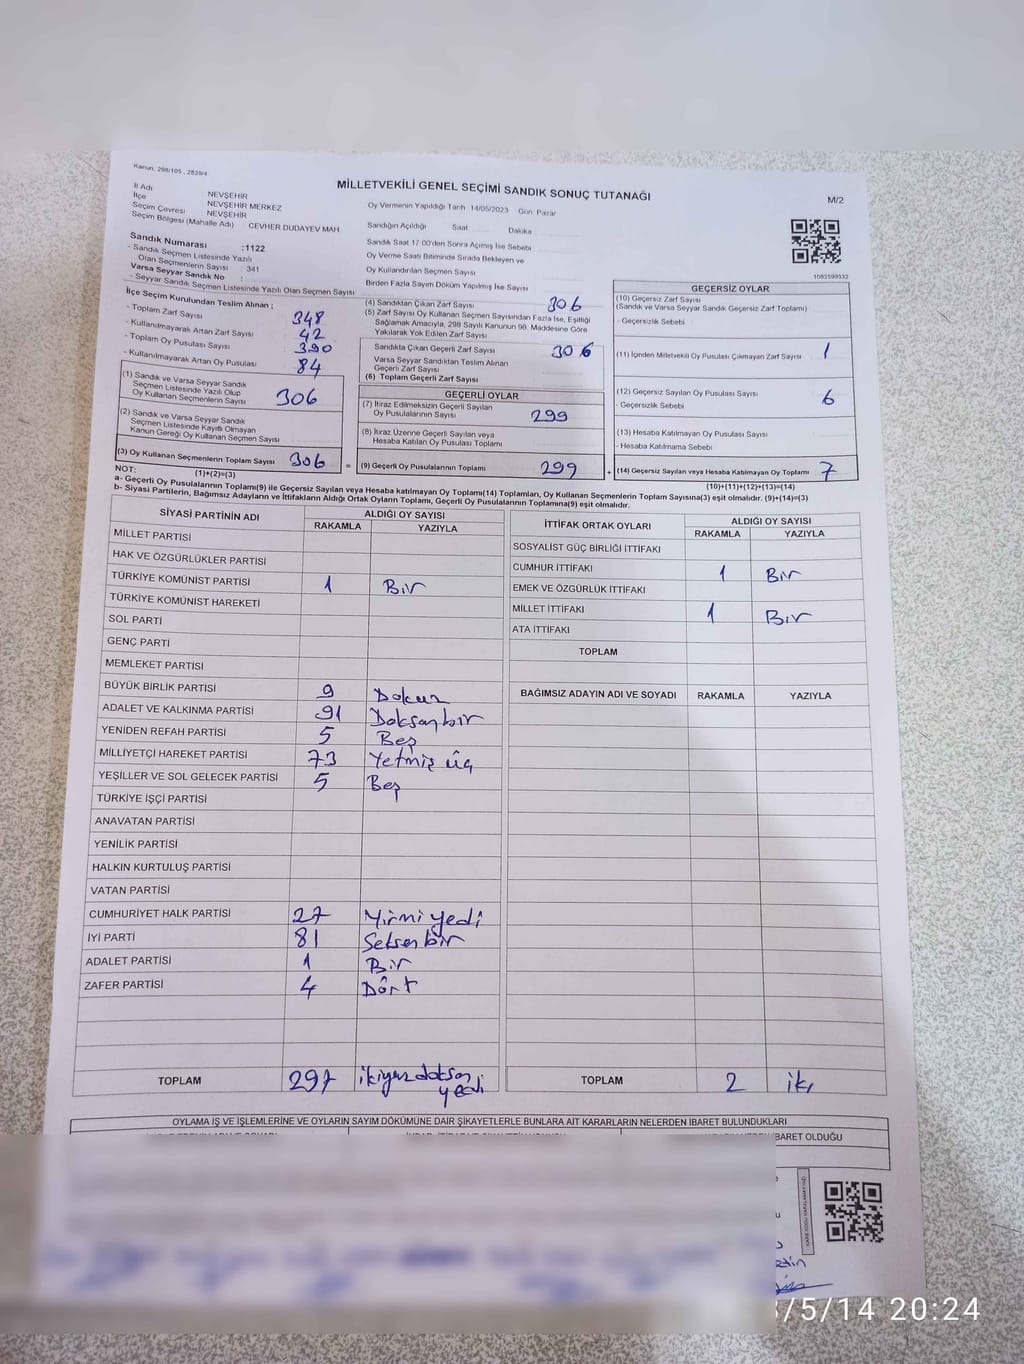 Kanun, 298/105 , 2839/4
MİLLETVEKİLİ GENEL SEÇİMİ SANDIK SONUÇ TUTANAĞI
M/2
İl Adı NEVŞEHİR
İlçe NEVŞEHİR MERKEZ
Seçim Çevresi NEVŞEHİR
Seçim Bölgesi (Mahalle Adı) CEVHER DUDAYEV MAH
Sandık Numarası :1122
- Sandık Seçmen Listesinde Yazılı
Olan Seçmenlerin Sayısı 341
Varsa Seyyar Sandık No :
- Seyyar Sandık Seçmen Listesinde Yazılı Olan Seçmen Sayısı
Oy Vermenin Yapıldığı Tarih 14/05/2023 Gün Pazar
Sandığın Açıldığı Saat Dakika
Sandık Saat 17:00'den Sonra Açılmış İse Sebebi
Oy Verme Saati Bitiminde Sırada Bekleyen ve
Oy Kullandırılan Seçmen Sayısı
Birden Fazla Sayım Döküm Yapılmış İse Sayısı
1083599332
İlçe Seçim Kurulundan Teslim Alınan :
- Toplam Zarf Sayısı 348
- Kullanılmayarak Artan Zarf Sayısı 42
- Toplam Oy Pusulası Sayısı 390
- Kullanılmayarak Artan Oy Pusulası 84
(1) Sandık ve Varsa Seyyar Sandık
Seçmen Listesinde Yazılı Olup
Oy Kullanan Seçmenlerin Sayısı 306
(2) Sandık ve Varsa Seyyar Sandık
Seçmen Listesinde Kayıtlı Olmayan
Kanun Gereği Oy Kullanan Seçmen Sayısı
(3) Oy Kullanan Seçmenlerin Toplam Sayısı 306
(1)+(2)=(3)
(4) Sandıktan Çıkan Zarf Sayısı 306
(5) Zarf Sayısı Oy Kullanan Seçmen Sayısından Fazla İse, Eşitliği
Sağlamak Amacıyla, 298 Sayılı Kanunun 98. Maddesine Göre
Yakılarak Yok Edilen Zarf Sayısı
Sandıkta Çıkan Geçerli Zarf Sayısı 306
Varsa Seyyar Sandıktan Teslim Alınan
Geçerli Zarf Sayısı
(6) Toplam Geçerli Zarf Sayısı
GEÇERLİ OYLAR
(7) İtiraz Edilmeksizin Geçerli Sayılan
Oy Pusulalarının Sayısı 299
(8) İtiraz Üzerine Geçerli Sayılan veya
Hesaba Katılan Oy Pusulası Toplamı
= (9) Geçerli Oy Pusulalarının Toplamı 299
GEÇERSİZ OYLAR
(10) Geçersiz Zarf Sayısı
(Sandık ve Varsa Seyyar Sandık Geçersiz Zarf Toplamı)
- Geçersizlik Sebebi
(11) İçinden Milletvekili Oy Pusulası Çıkmayan Zarf Sayısı 1
(12) Geçersiz Sayılan Oy Pusulası Sayısı 6
- Geçersizlik Sebebi
(13) Hesaba Katılmayan Oy Pusulası Sayısı
- Hesaba Katılmama Sebebi
+ (14) Geçersiz Sayılan veya Hesaba Katılmayan Oy Toplamı 7
(10)+(11)+(12)+(13)=(14)
NOT:
a- Geçerli Oy Pusulalarının Toplamı(9) ile Geçersiz Sayılan veya Hesaba katılmayan Oy Toplamı(14) Toplamları, Oy Kullanan Seçmenlerin Toplam Sayısına(3) eşit olmalıdır. (9)+(14)=(3)
b- Siyasi Partilerin, Bağımsız Adayların ve İttifakların Aldığı Ortak Oyların Toplamı, Geçerli Oy Pusulalarının Toplamına(9) eşit olmalıdır.
SİYASİ PARTİNİN ADI ALDIĞI OY SAYISI
RAKAMLA YAZIYLA
MİLLET PARTİSİ
HAK VE ÖZGÜRLÜKLER PARTİSİ
TÜRKİYE KOMÜNİST PARTİSİ 1 Bir
TÜRKİYE KOMÜNİST HAREKETİ
SOL PARTİ
GENÇ PARTİ
MEMLEKET PARTİSİ
BÜYÜK BİRLİK PARTİSİ 9 Dokuz
ADALET VE KALKINMA PARTİSİ 91 Doksan bir
YENİDEN REFAH PARTİSİ 5 Beş
MİLLİYETÇİ HAREKET PARTİSİ 73 Yetmiş üç
YEŞİLLER VE SOL GELECEK PARTİSİ 5 Beş
TÜRKİYE İŞÇİ PARTİSİ
ANAVATAN PARTİSİ
YENİLİK PARTİSİ
HALKIN KURTULUŞ PARTİSİ
VATAN PARTİSİ
CUMHURİYET HALK PARTİSİ 27 Yirmi yedi
İYİ PARTİ 81 Seksen bir
ADALET PARTİSİ 1 Bir
ZAFER PARTİSİ 4 Dört
TOPLAM 297 ikiyüz doksan
yedi
İTTİFAK ORTAK OYLARI ALDIĞI OY SAYISI
RAKAMLA YAZIYLA
SOSYALİST GÜÇ BİRLİĞİ İTTİFAKI
CUMHUR İTTİFAKI 1 Bir
EMEK VE ÖZGÜRLÜK İTTİFAKI
MİLLET İTTİFAKI 1 Bir
ATA İTTİFAKI
TOPLAM
BAĞIMSIZ ADAYIN ADI VE SOYADI RAKAMLA YAZIYLA
TOPLAM 2 iki
OYLAMA İŞ VE İŞLEMLERİNE VE OYLARIN SAYIM DÖKÜMÜNE DAİR ŞİKAYETLERLE BUNLARA AİT KARARLARIN NELERDEN İBARET BULUNDUKLARI
İBARET OLDUĞU
/5/14 20:24